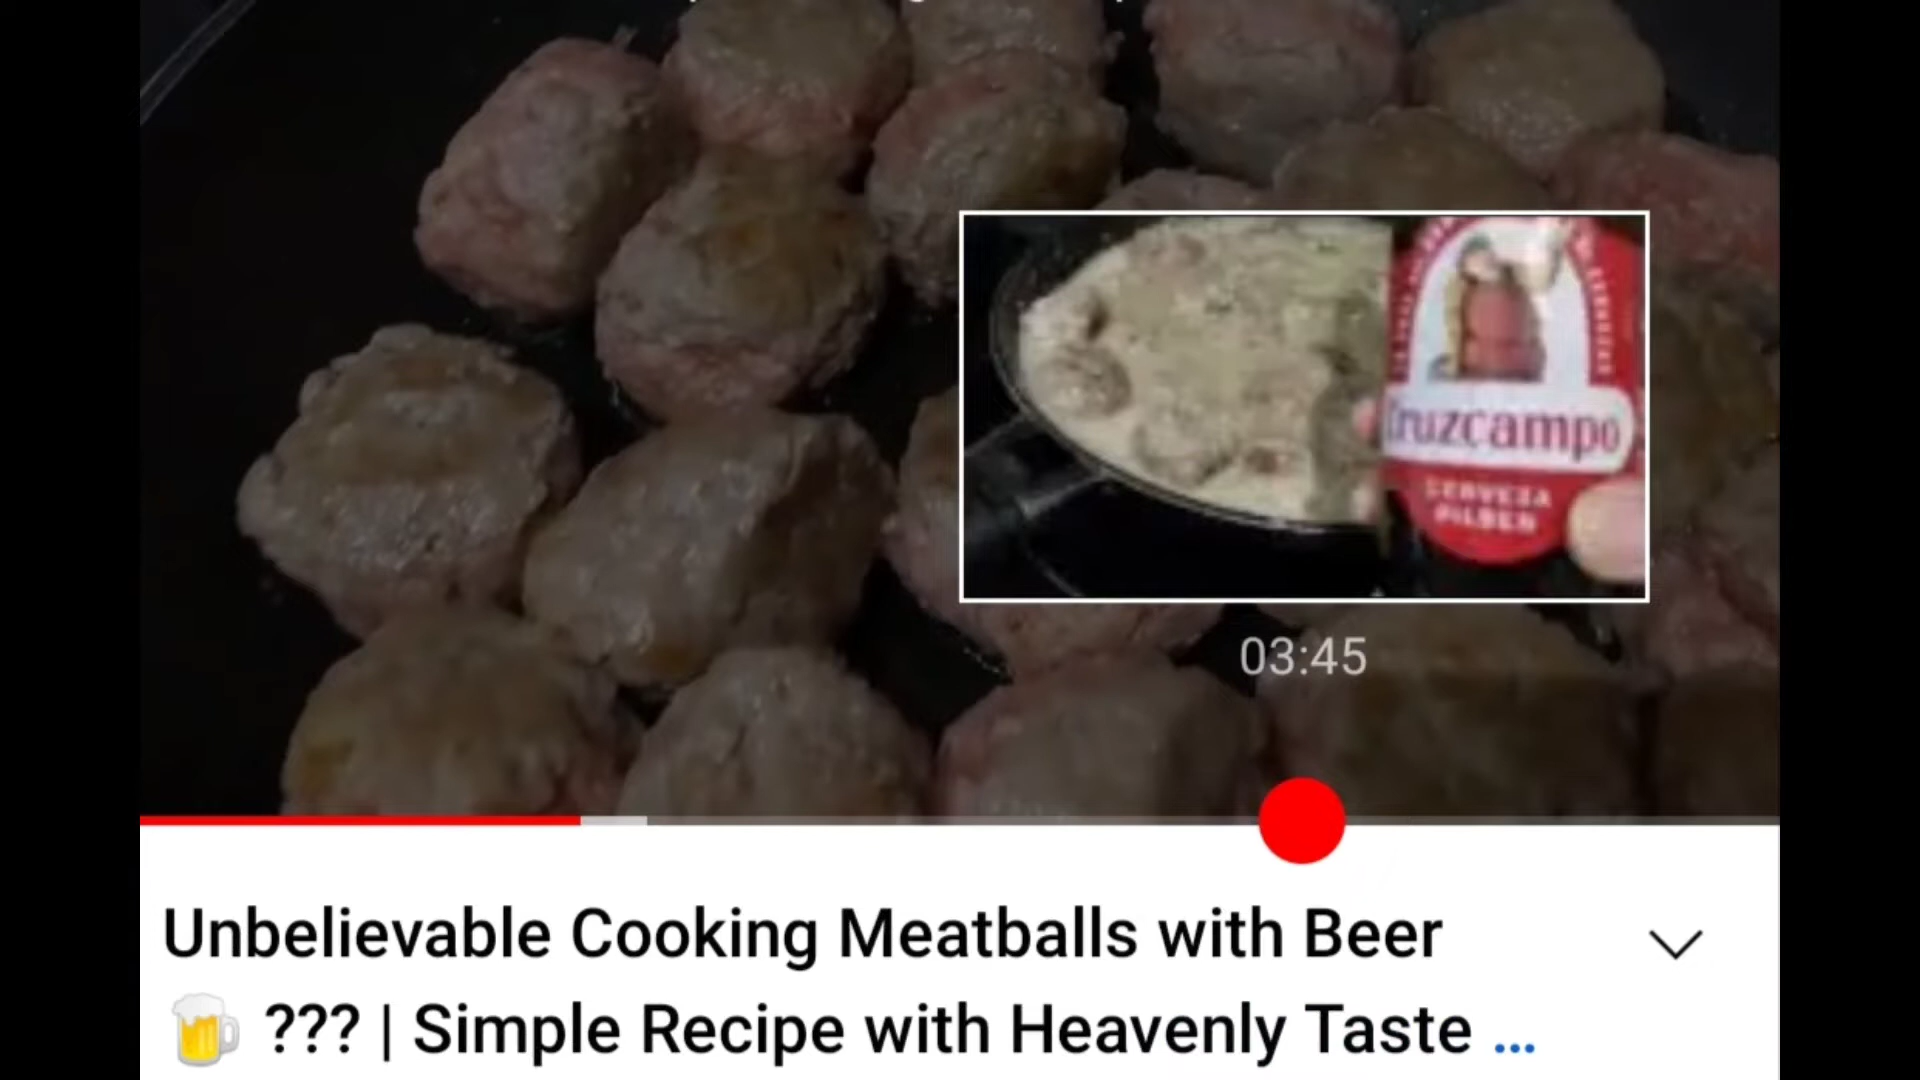 Cruzcampo
CERVEZA
PILSEN
03:45
Unbelievable Cooking Meatballs with Beer
🍺 ??? | Simple Recipe with Heavenly Taste ...